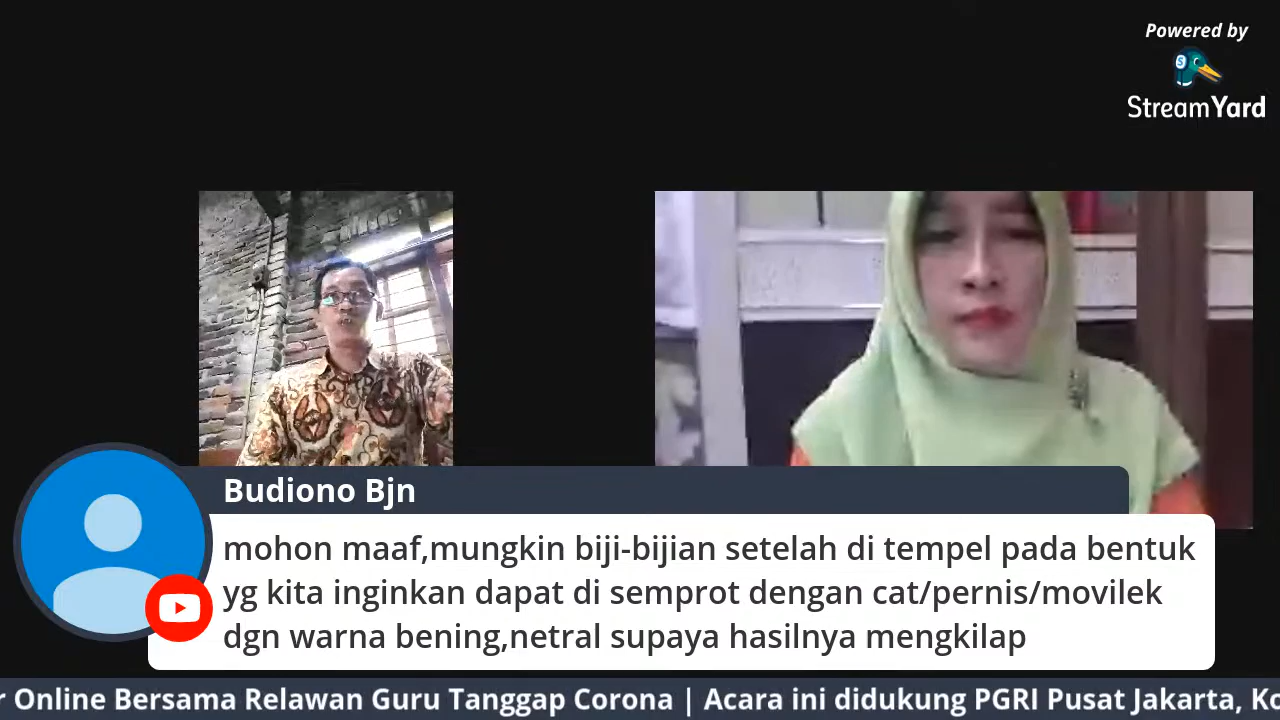 Powered by
StreamYard
Budiono Bjn
mohon maaf,mungkin biji-bijian setelah di tempel pada bentuk
yg kita inginkan dapat di semprot dengan cat/pernis/movilek
dgn warna bening,netral supaya hasilnya mengkilap
r Online Bersama Relawan Guru Tanggap Corona | Acara ini didukung PGRI Pusat Jakarta, Ko